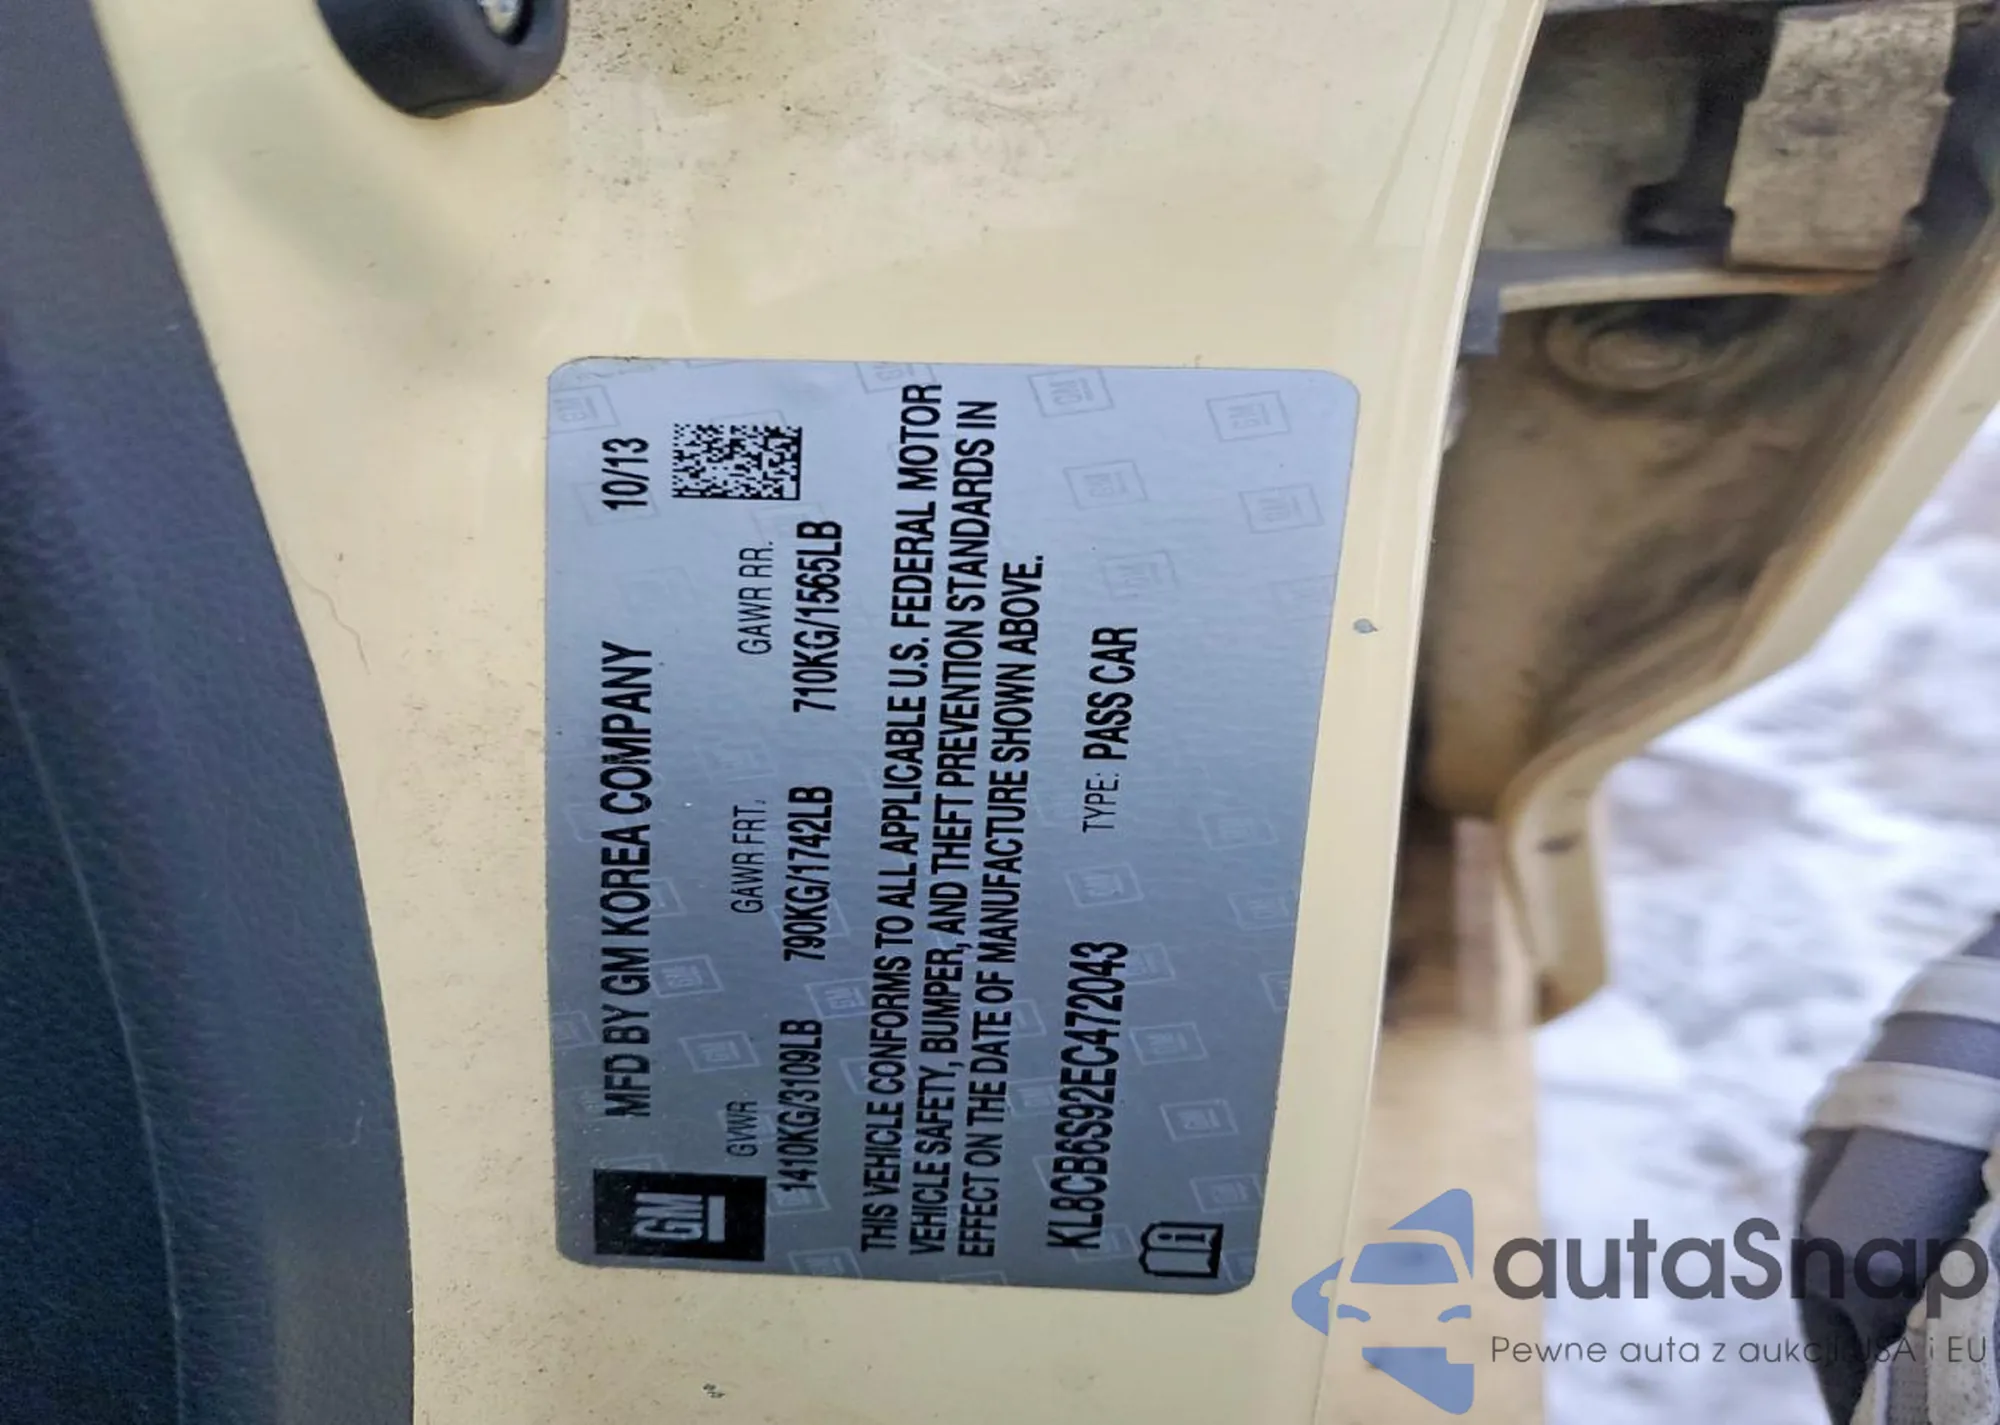 GM
MFD BY GM KOREA COMPANY 10/13
GVWR GAWR FRT. GAWR RR.
1410KG/3109LB 790KG/1742LB 710KG/1565LB
THIS VEHICLE CONFORMS TO ALL APPLICABLE U.S. FEDERAL MOTOR
VEHICLE SAFETY, BUMPER, AND THEFT PREVENTION STANDARDS IN
EFFECT ON THE DATE OF MANUFACTURE SHOWN ABOVE.
KL8CB6S92EC472043 TYPE: PASS CAR
autaSnap
Pewne auta z aukcji USA i EU